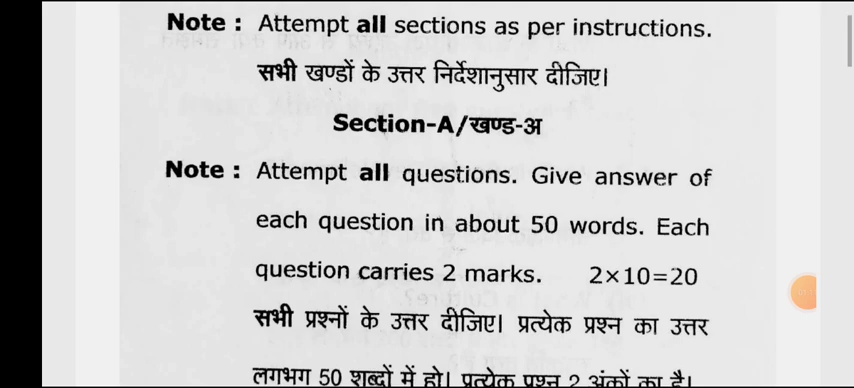 Note : Attempt all sections as per instructions.
सभी खण्डों के उत्तर निर्देशानुसार दीजिए।
Section-A/खण्ड-अ
Note : Attempt all questions. Give answer of
each question in about 50 words. Each
question carries 2 marks. 2×10=20
सभी प्रश्नों के उत्तर दीजिए। प्रत्येक प्रश्न का उत्तर
लगभग 50 शब्दों में हो। प्रत्येक प्रश्न 2 अंकों का है।